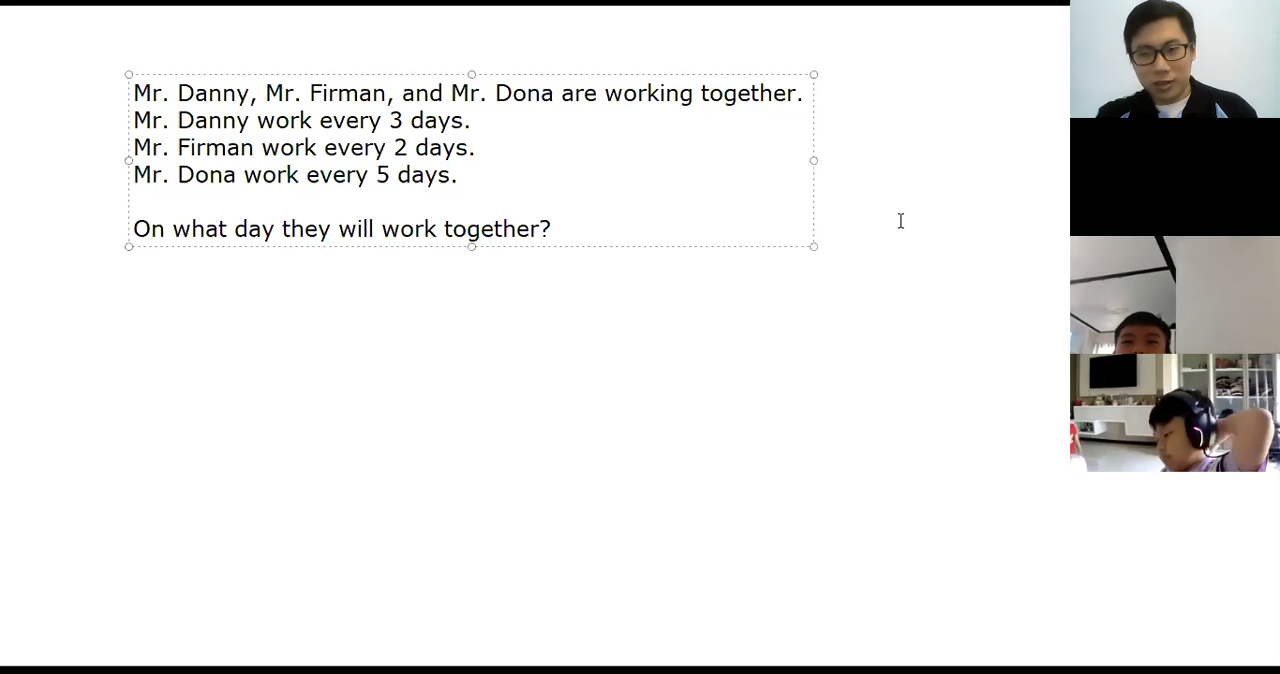 Mr. Danny, Mr. Firman, and Mr. Dona are working together.
Mr. Danny work every 3 days.
Mr. Firman work every 2 days.
Mr. Dona work every 5 days.
On what day they will work together?